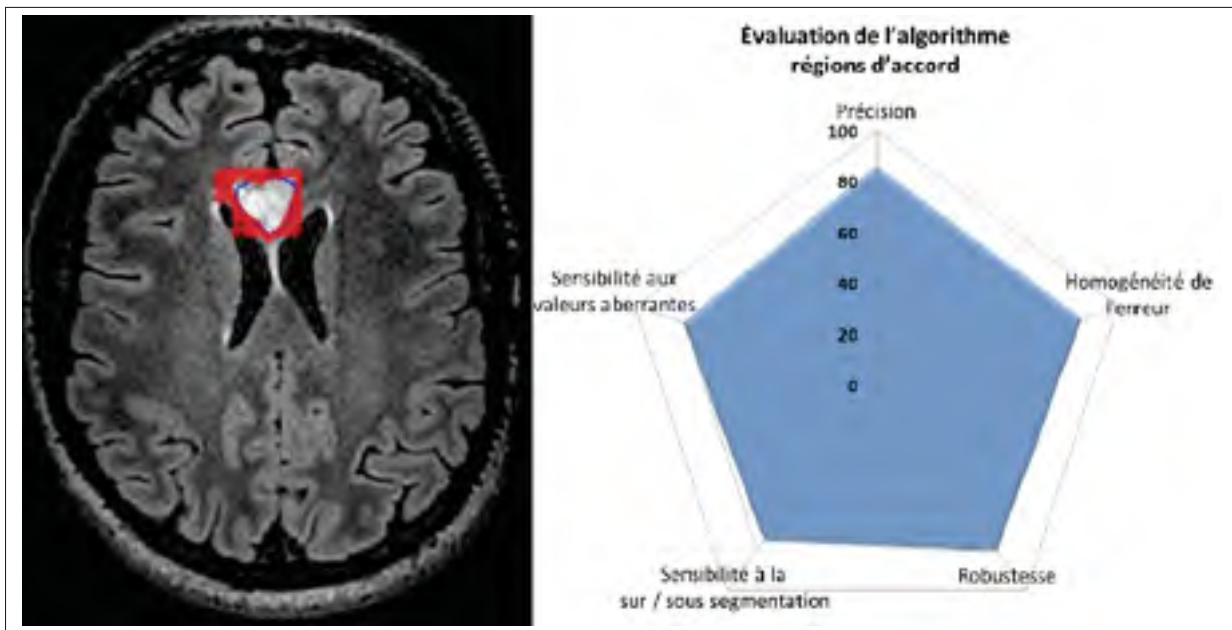 Évaluation de l'algorithme
régions d'accord
Précision
100
80
60
40
20
0
Homogénéité de
l'erreur
Robustesse
Sensibilité à la
sur / sous segmentation
Sensibilité aux
valeurs aberrantes